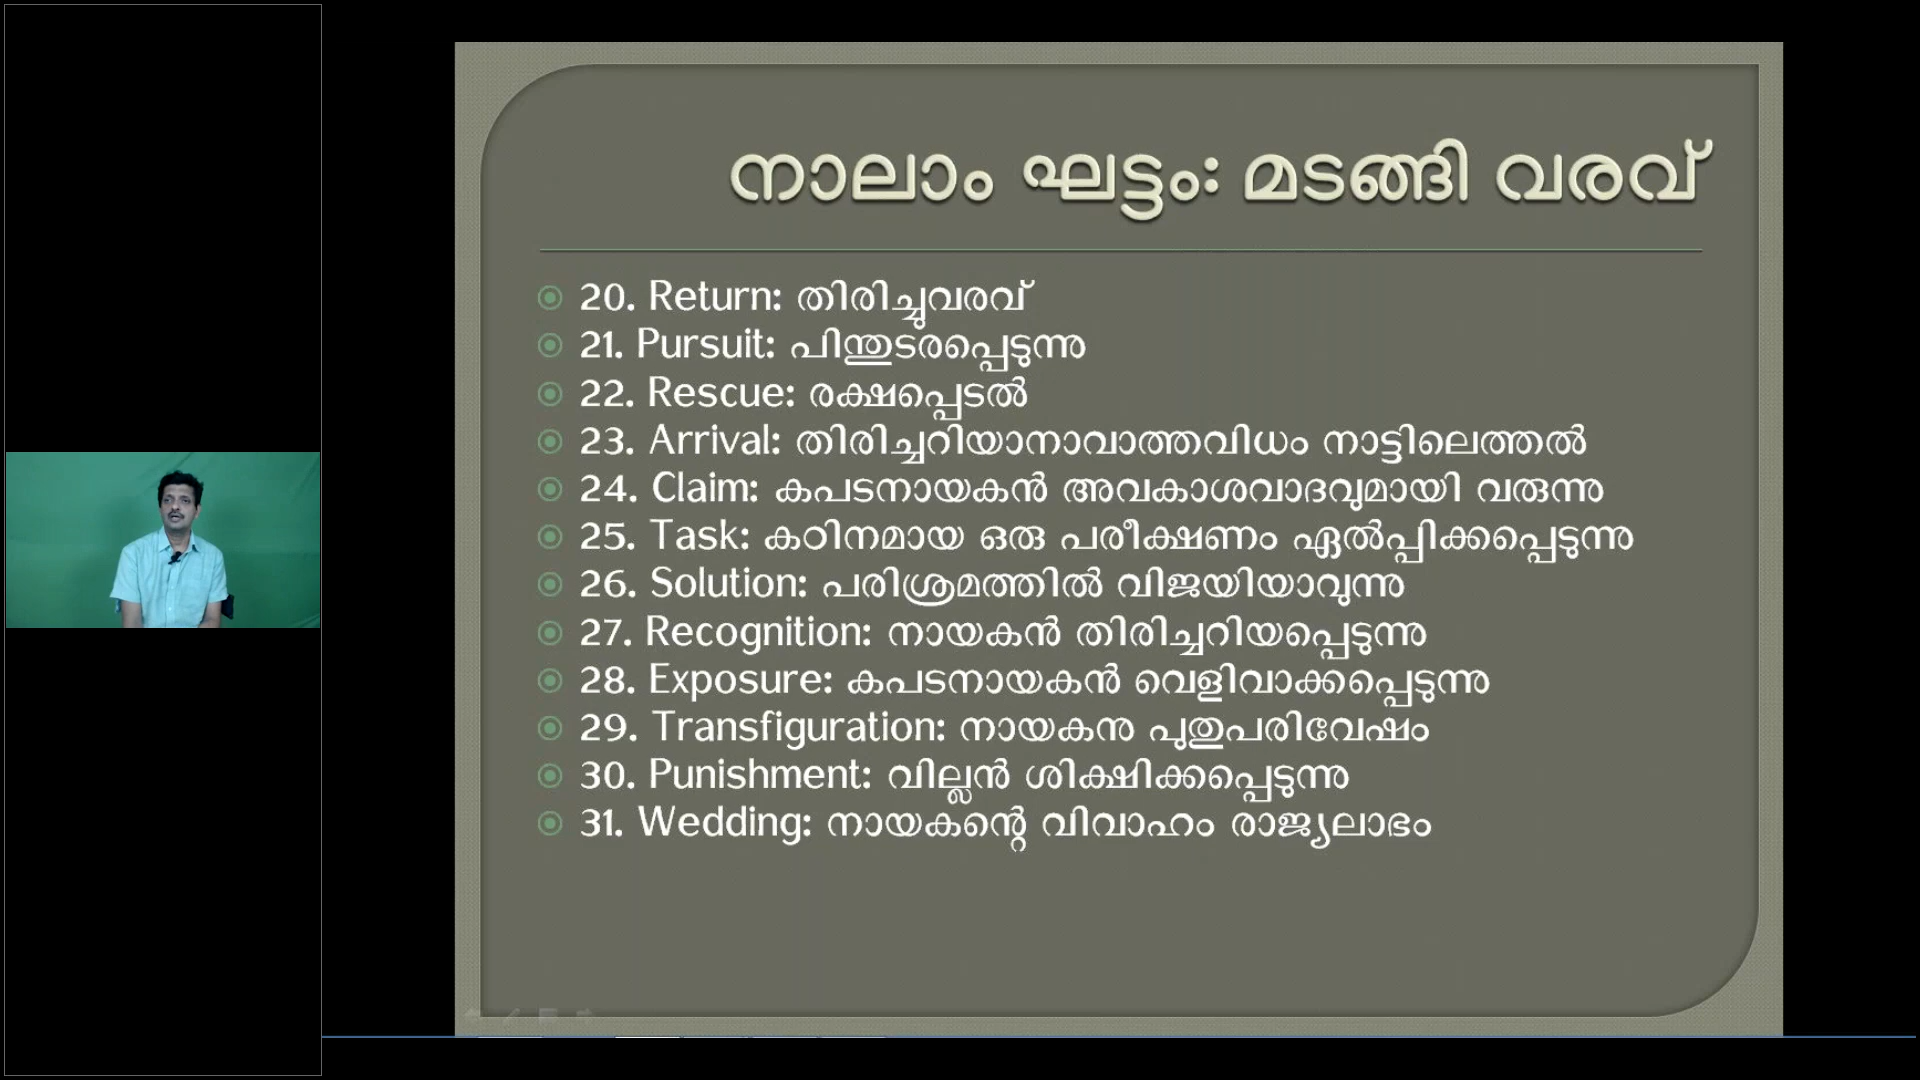 നാലാം ഘട്ടം: മടങ്ങി വരവ്
20. Return: തിരിച്ചുവരവ്
21. Pursuit: പിന്തുടരപ്പെടുന്നു
22. Rescue: രക്ഷപ്പെടൽ
23. Arrival: തിരിച്ചറിയാനാവാത്തവിധം നാട്ടിലെത്തൽ
24. Claim: കപടനായകൻ അവകാശവാദവുമായി വരുന്നു
25. Task: കഠിനമായ ഒരു പരീക്ഷണം ഏൽപ്പിക്കപ്പെടുന്നു
26. Solution: പരിശ്രമത്തിൽ വിജയിയാവുന്നു
27. Recognition: നായകൻ തിരിച്ചറിയപ്പെടുന്നു
28. Exposure: കപടനായകൻ വെളിവാക്കപ്പെടുന്നു
29. Transfiguration: നായകനു പുതുപരിവേഷം
30. Punishment: വില്ലൻ ശിക്ഷിക്കപ്പെടുന്നു
31. Wedding: നായകന്റെ വിവാഹം രാജ്യലാഭം